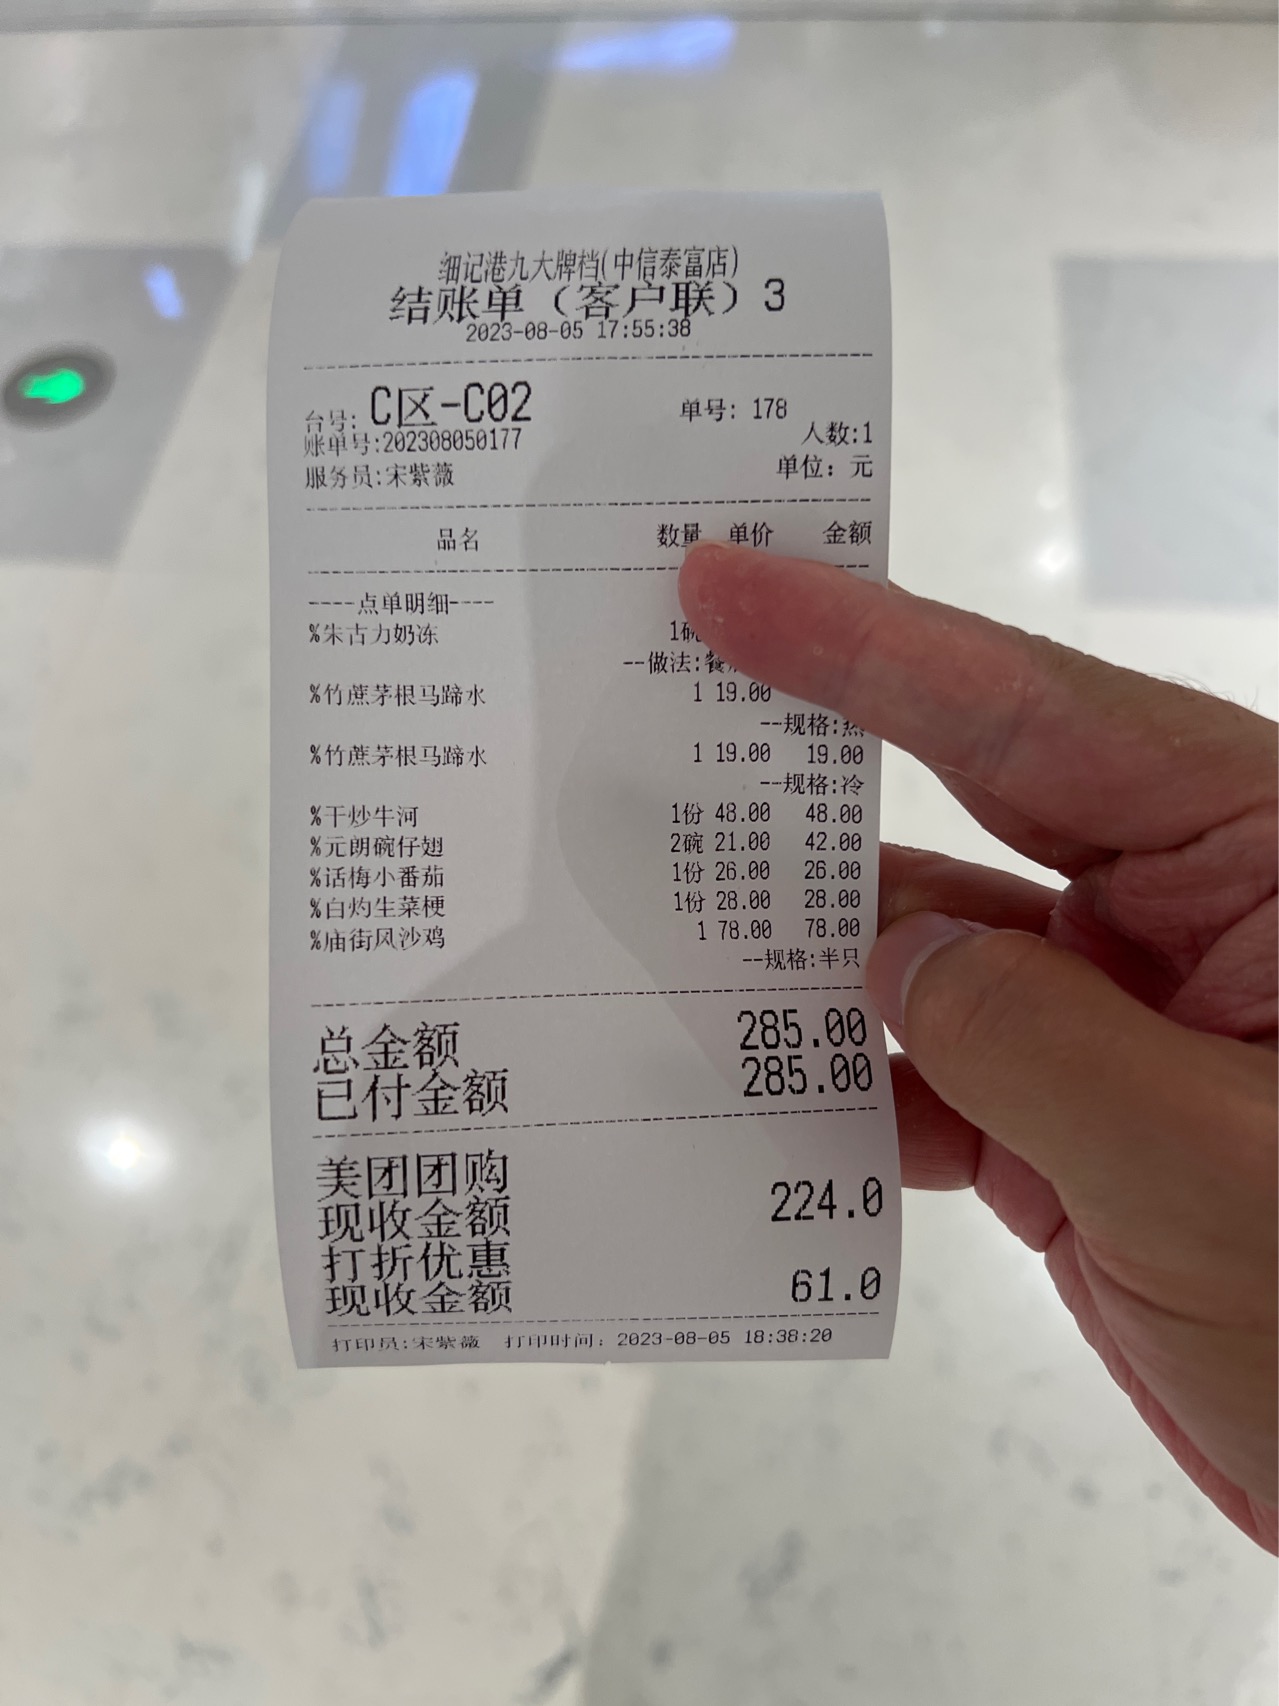 细记港九大牌档(中信泰富店)
结账单（客户联）3
2023-08-05 17:55:38
台号: C区-C02 单号: 178
账单号:202308050177 人数:1
服务员:宋紫薇 单位: 元
品名 数量 单价 金额
----点单明细----
%朱古力奶冻 1碗
--做法:餐
%竹蔗茅根马蹄水 1 19.00
--规格:热
%竹蔗茅根马蹄水 1 19.00 19.00
--规格:冷
%干炒牛河 1份 48.00 48.00
%元朗碗仔翅 2碗 21.00 42.00
%话梅小番茄 1份 26.00 26.00
%白灼生菜梗 1份 28.00 28.00
%庙街风沙鸡 1 78.00 78.00
--规格:半只
总金额 285.00
已付金额 285.00
美团团购
现收金额 224.0
打折优惠
现收金额 61.0
打印员:宋紫薇 打印时间: 2023-08-05 18:38:20